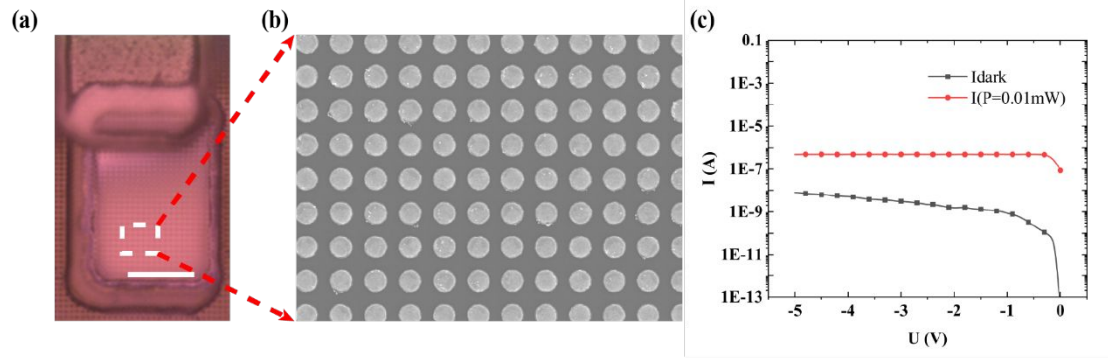 (a)
(b)
(c)
0.1
1E-3
1E-5
1E-7
1E-9
1E-11
1E-13
I (A)
Idark
I(P=0.01mW)
-5
-4
-3
-2
-1
0
U (V)